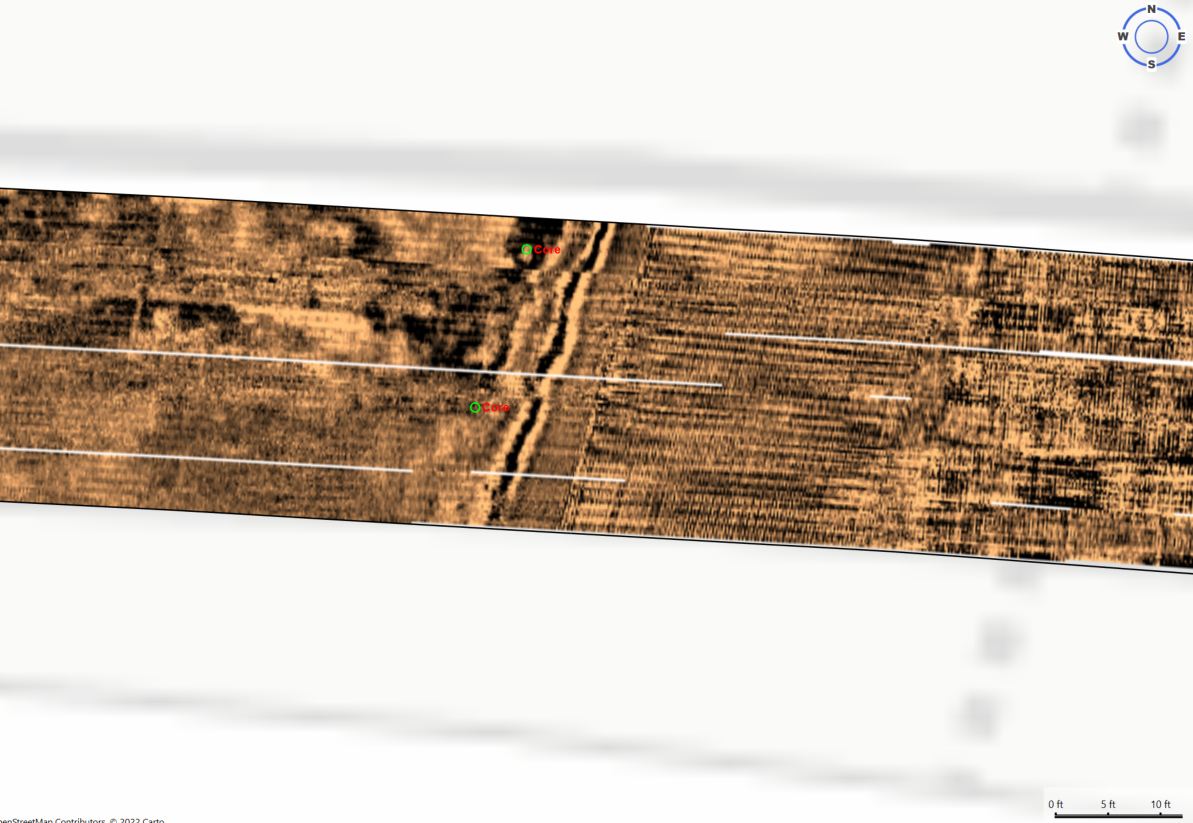 N
W E
S
Core
Core
0 ft 5 ft 10 ft
enStreetMap Contributors, © 2022 Carto